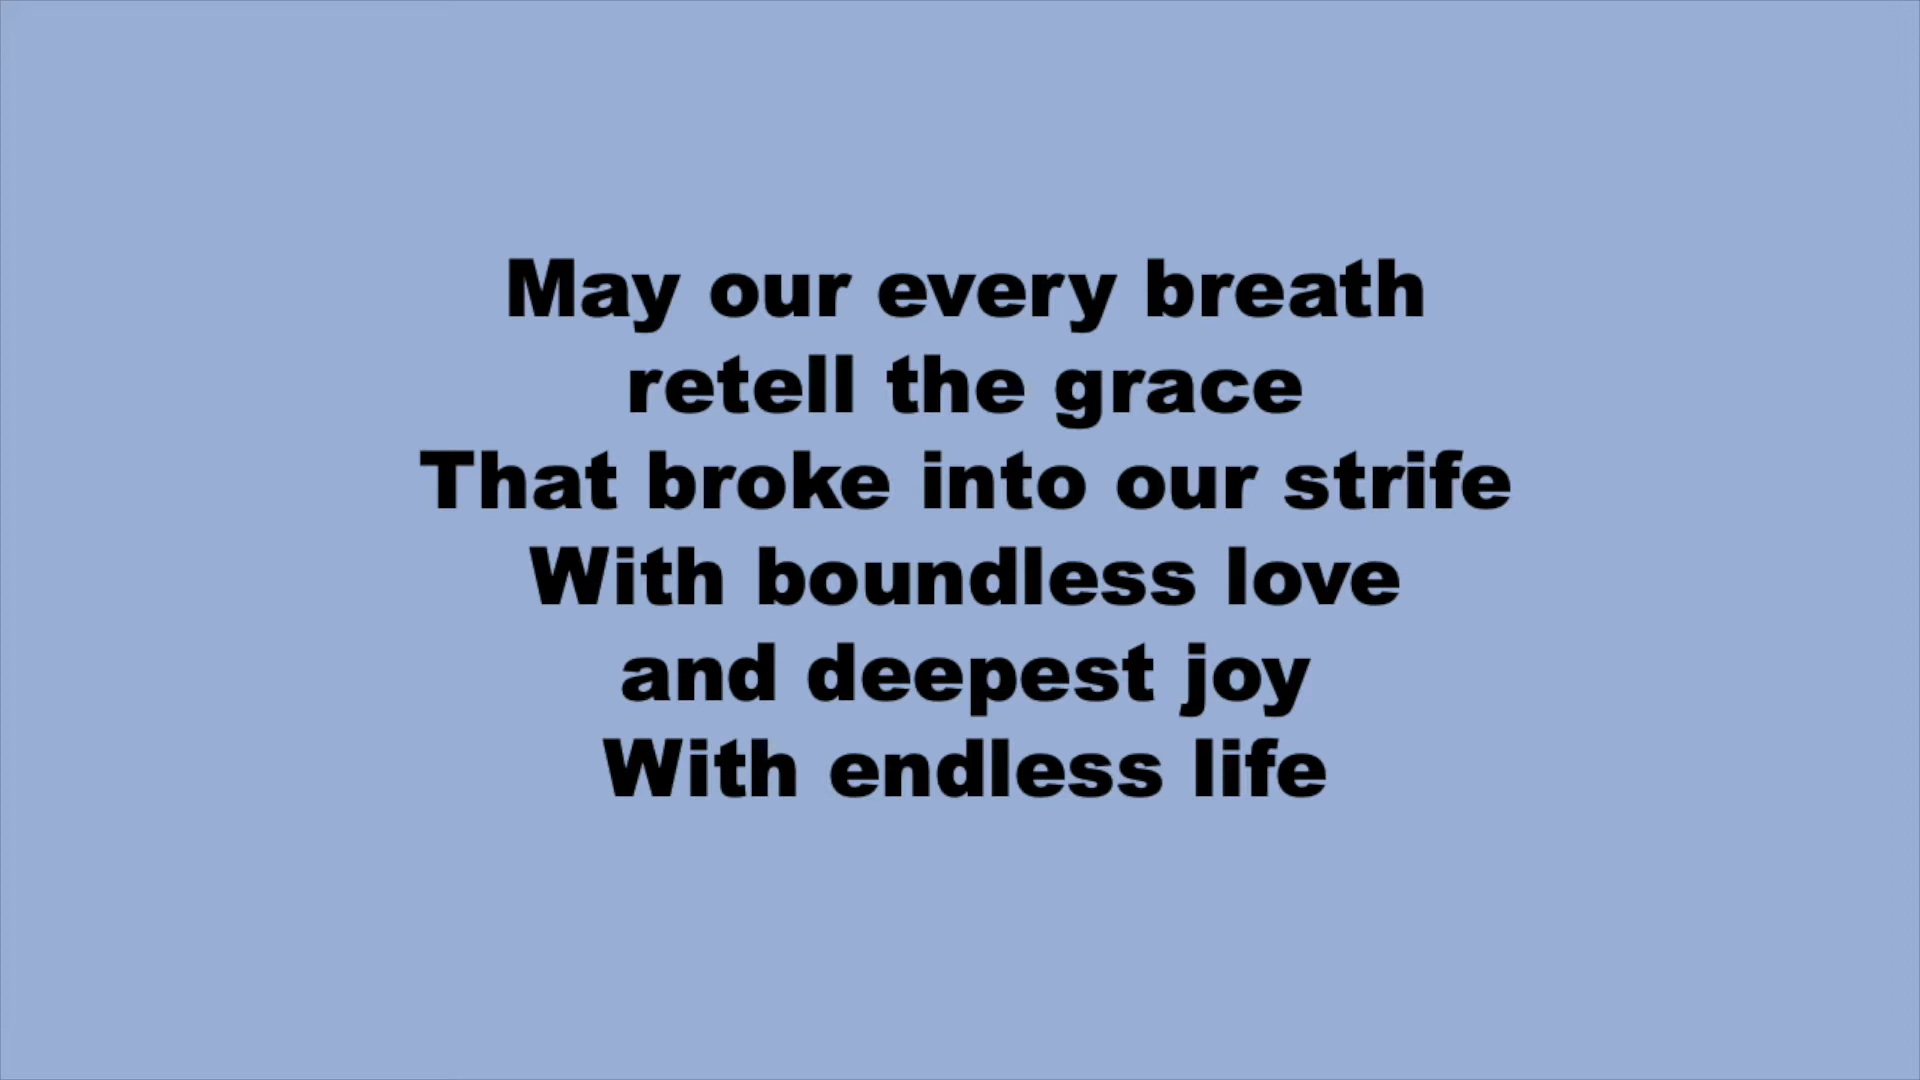 May our every breath
retell the grace
That broke into our strife
With boundless love
and deepest joy
With endless life